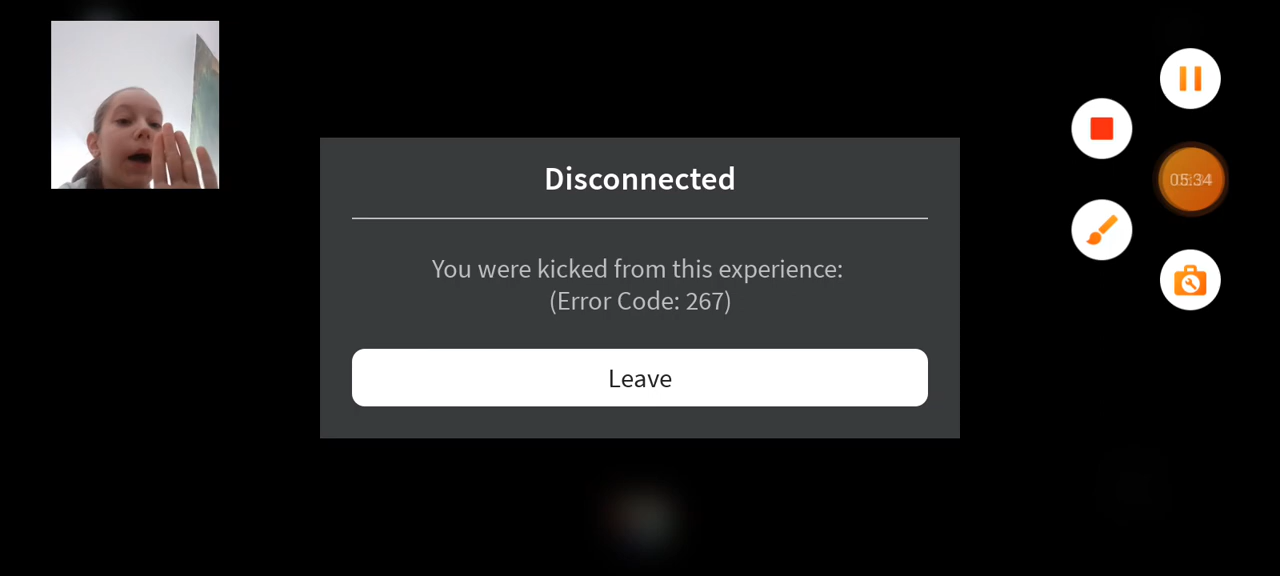 Disconnected
You were kicked from this experience:
(Error Code: 267)
Leave
05:34